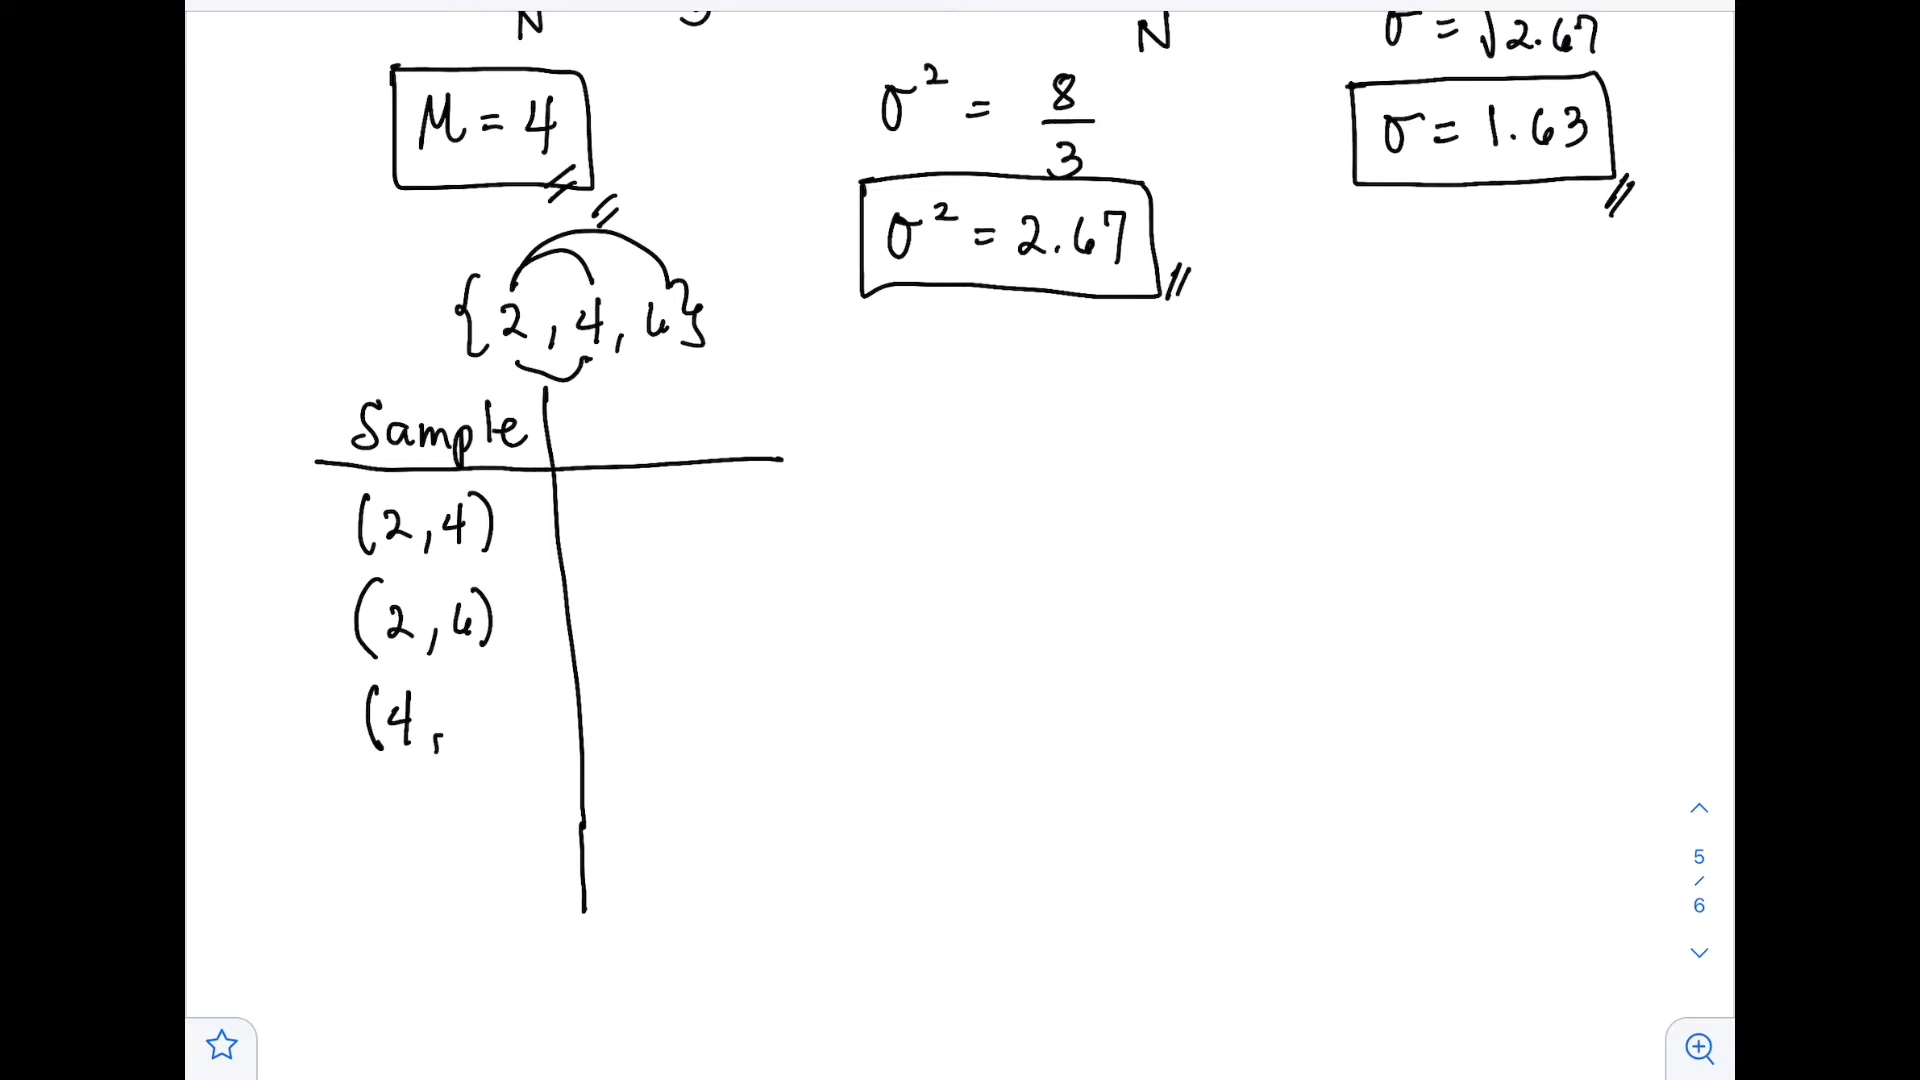 N
M = 4
{2, 4, 6}
Sample
(2,4)
(2,6)
(4,
N
σ² = 8/3
σ² = 2.67
σ = √2.67
σ = 1.63
5
/
6